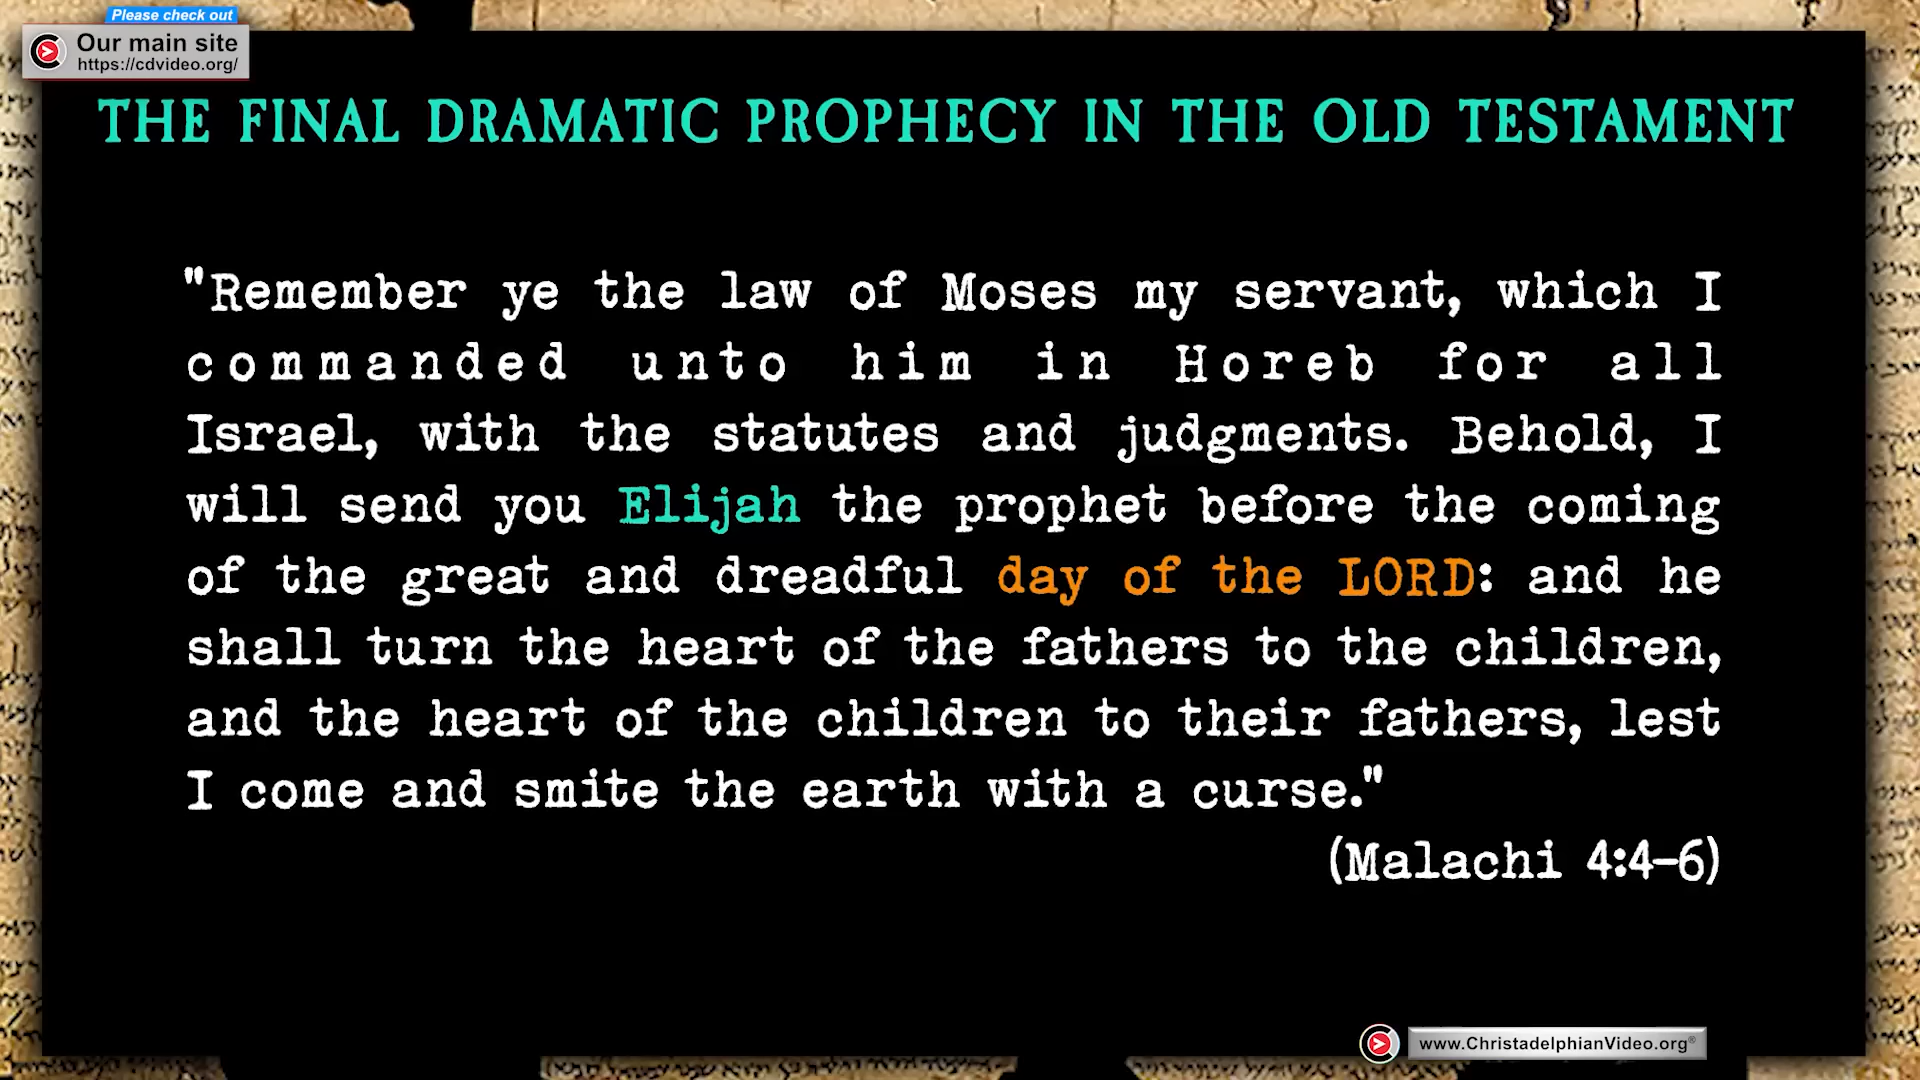 Please check out
Our main site
https://cdvideo.org/
THE FINAL DRAMATIC PROPHECY IN THE OLD TESTAMENT
"Remember ye the law of Moses my servant, which I
commanded unto him in Horeb for all
Israel, with the statutes and judgments. Behold, I
will send you Elijah the prophet before the coming
of the great and dreadful day of the LORD: and he
shall turn the heart of the fathers to the children,
and the heart of the children to their fathers, lest
I come and smite the earth with a curse."
(Malachi 4:4–6)
www.ChristadelphianVideo.org®